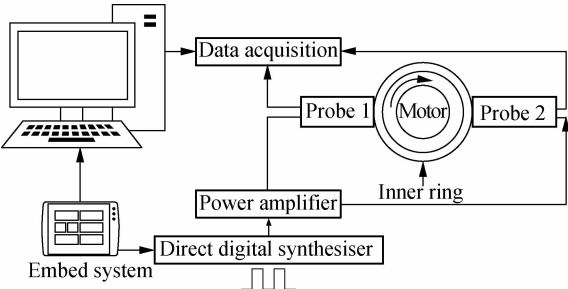 Data acquisition
Probe 1
Motor
Probe 2
Inner ring
Power amplifier
Direct digital synthesiser
Embed system